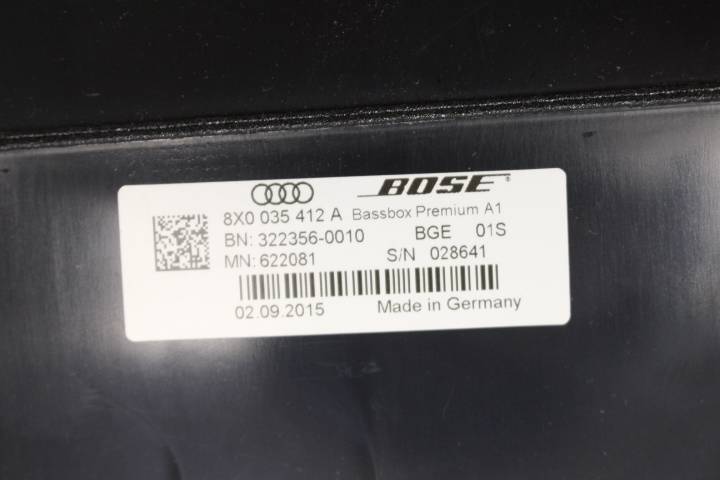 BOSE®
8X0 035 412 A Bassbox Premium A1
BN: 322356-0010 BGE 01S
MN: 622081 S/N 028641
02.09.2015 Made in Germany